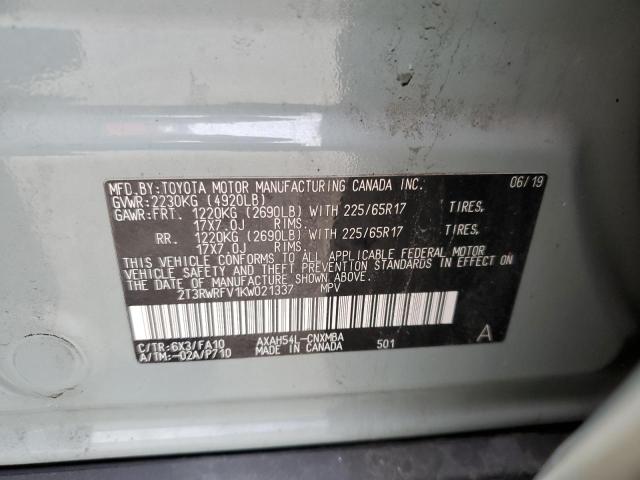 MFD.BY:TOYOTA MOTOR MANUFACTURING CANADA INC. 06/19
GVWR:2230KG (4920LB)
GAWR:FRT. 1220KG (2690LB) WITH 225/65R17 TIRES,
17X7.0J RIMS.
RR. 1220KG (2690LB) WITH 225/65R17 TIRES,
17X7.0J RIMS.
THIS VEHICLE CONFORMS TO ALL APPLICABLE FEDERAL MOTOR
VEHICLE SAFETY AND THEFT PREVENTION STANDARDS IN EFFECT ON
THE DATE OF MANUFACTURE SHOWN ABOVE.
2T3RWRFV1KW021337 MPV
C/TR:6X3/FA10 AXAH54L-CNXMBA 501 A
A/TM:-02A/P710 MADE IN CANADA